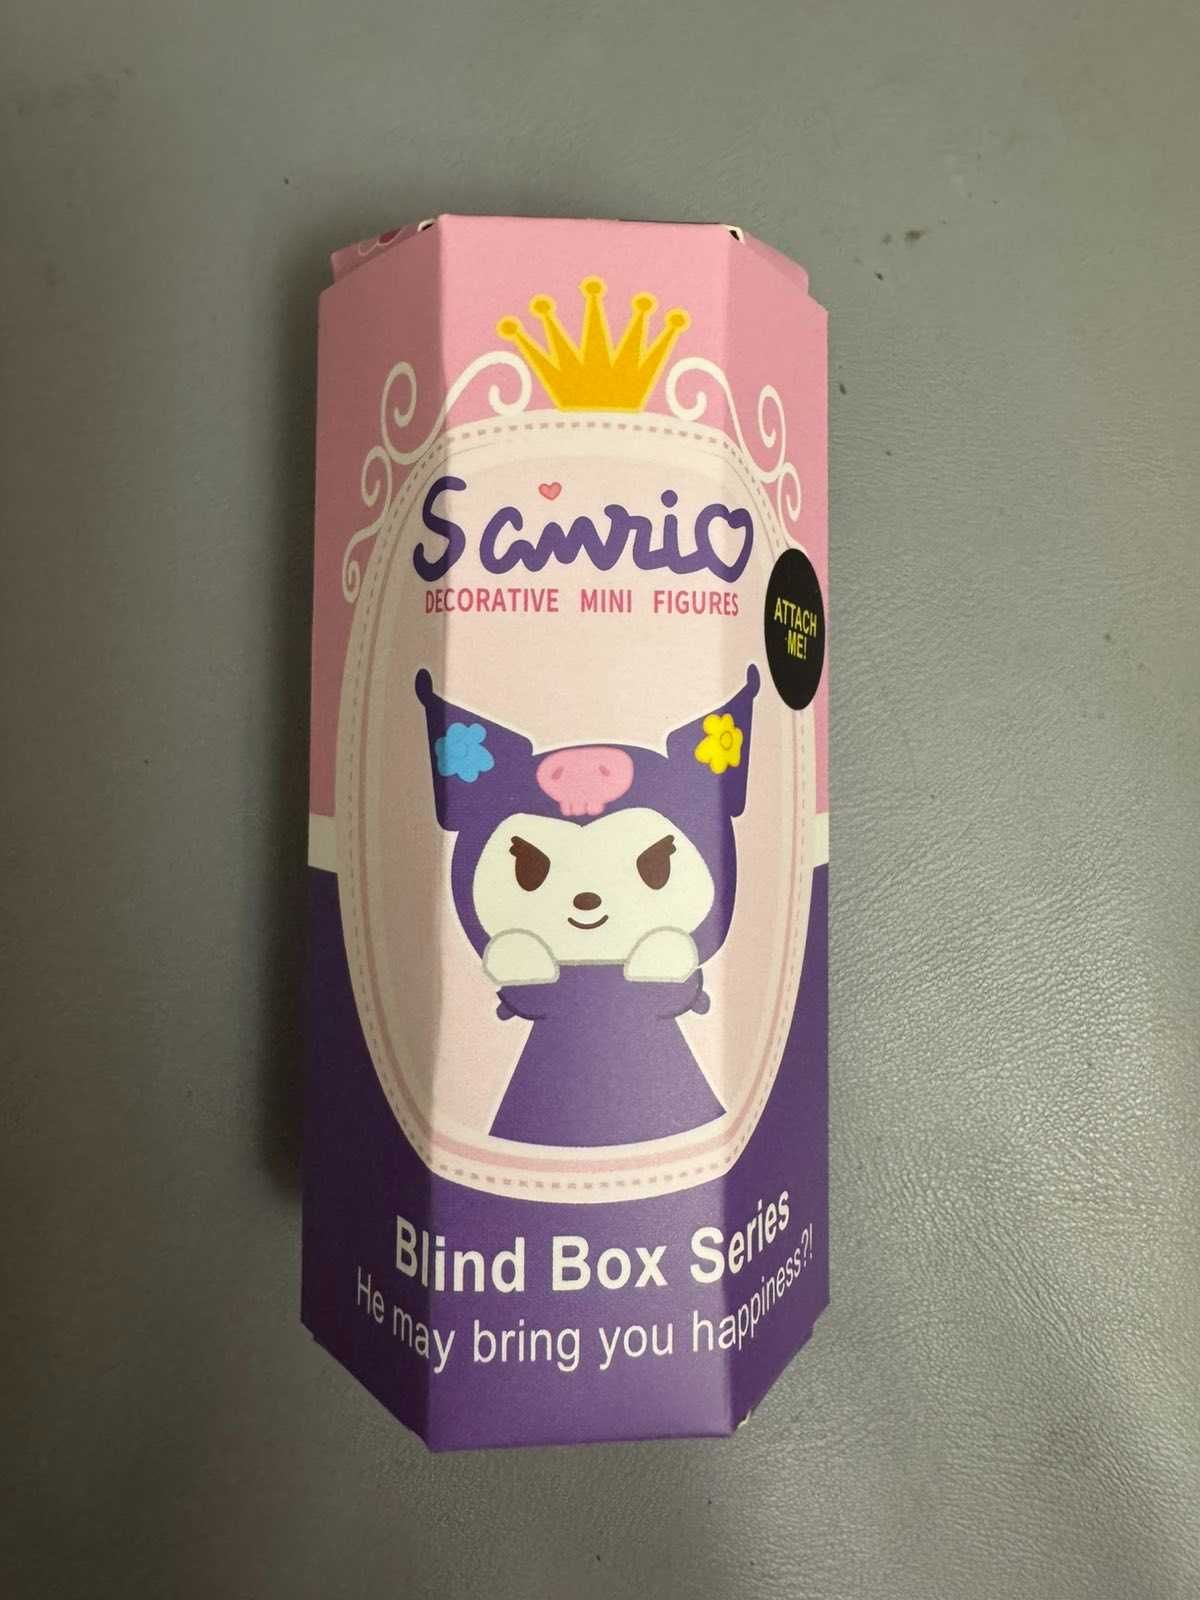 Sanrio
DECORATIVE MINI FIGURES
ATTACH
ME!
Blind Box Series
He may bring you happiness?!